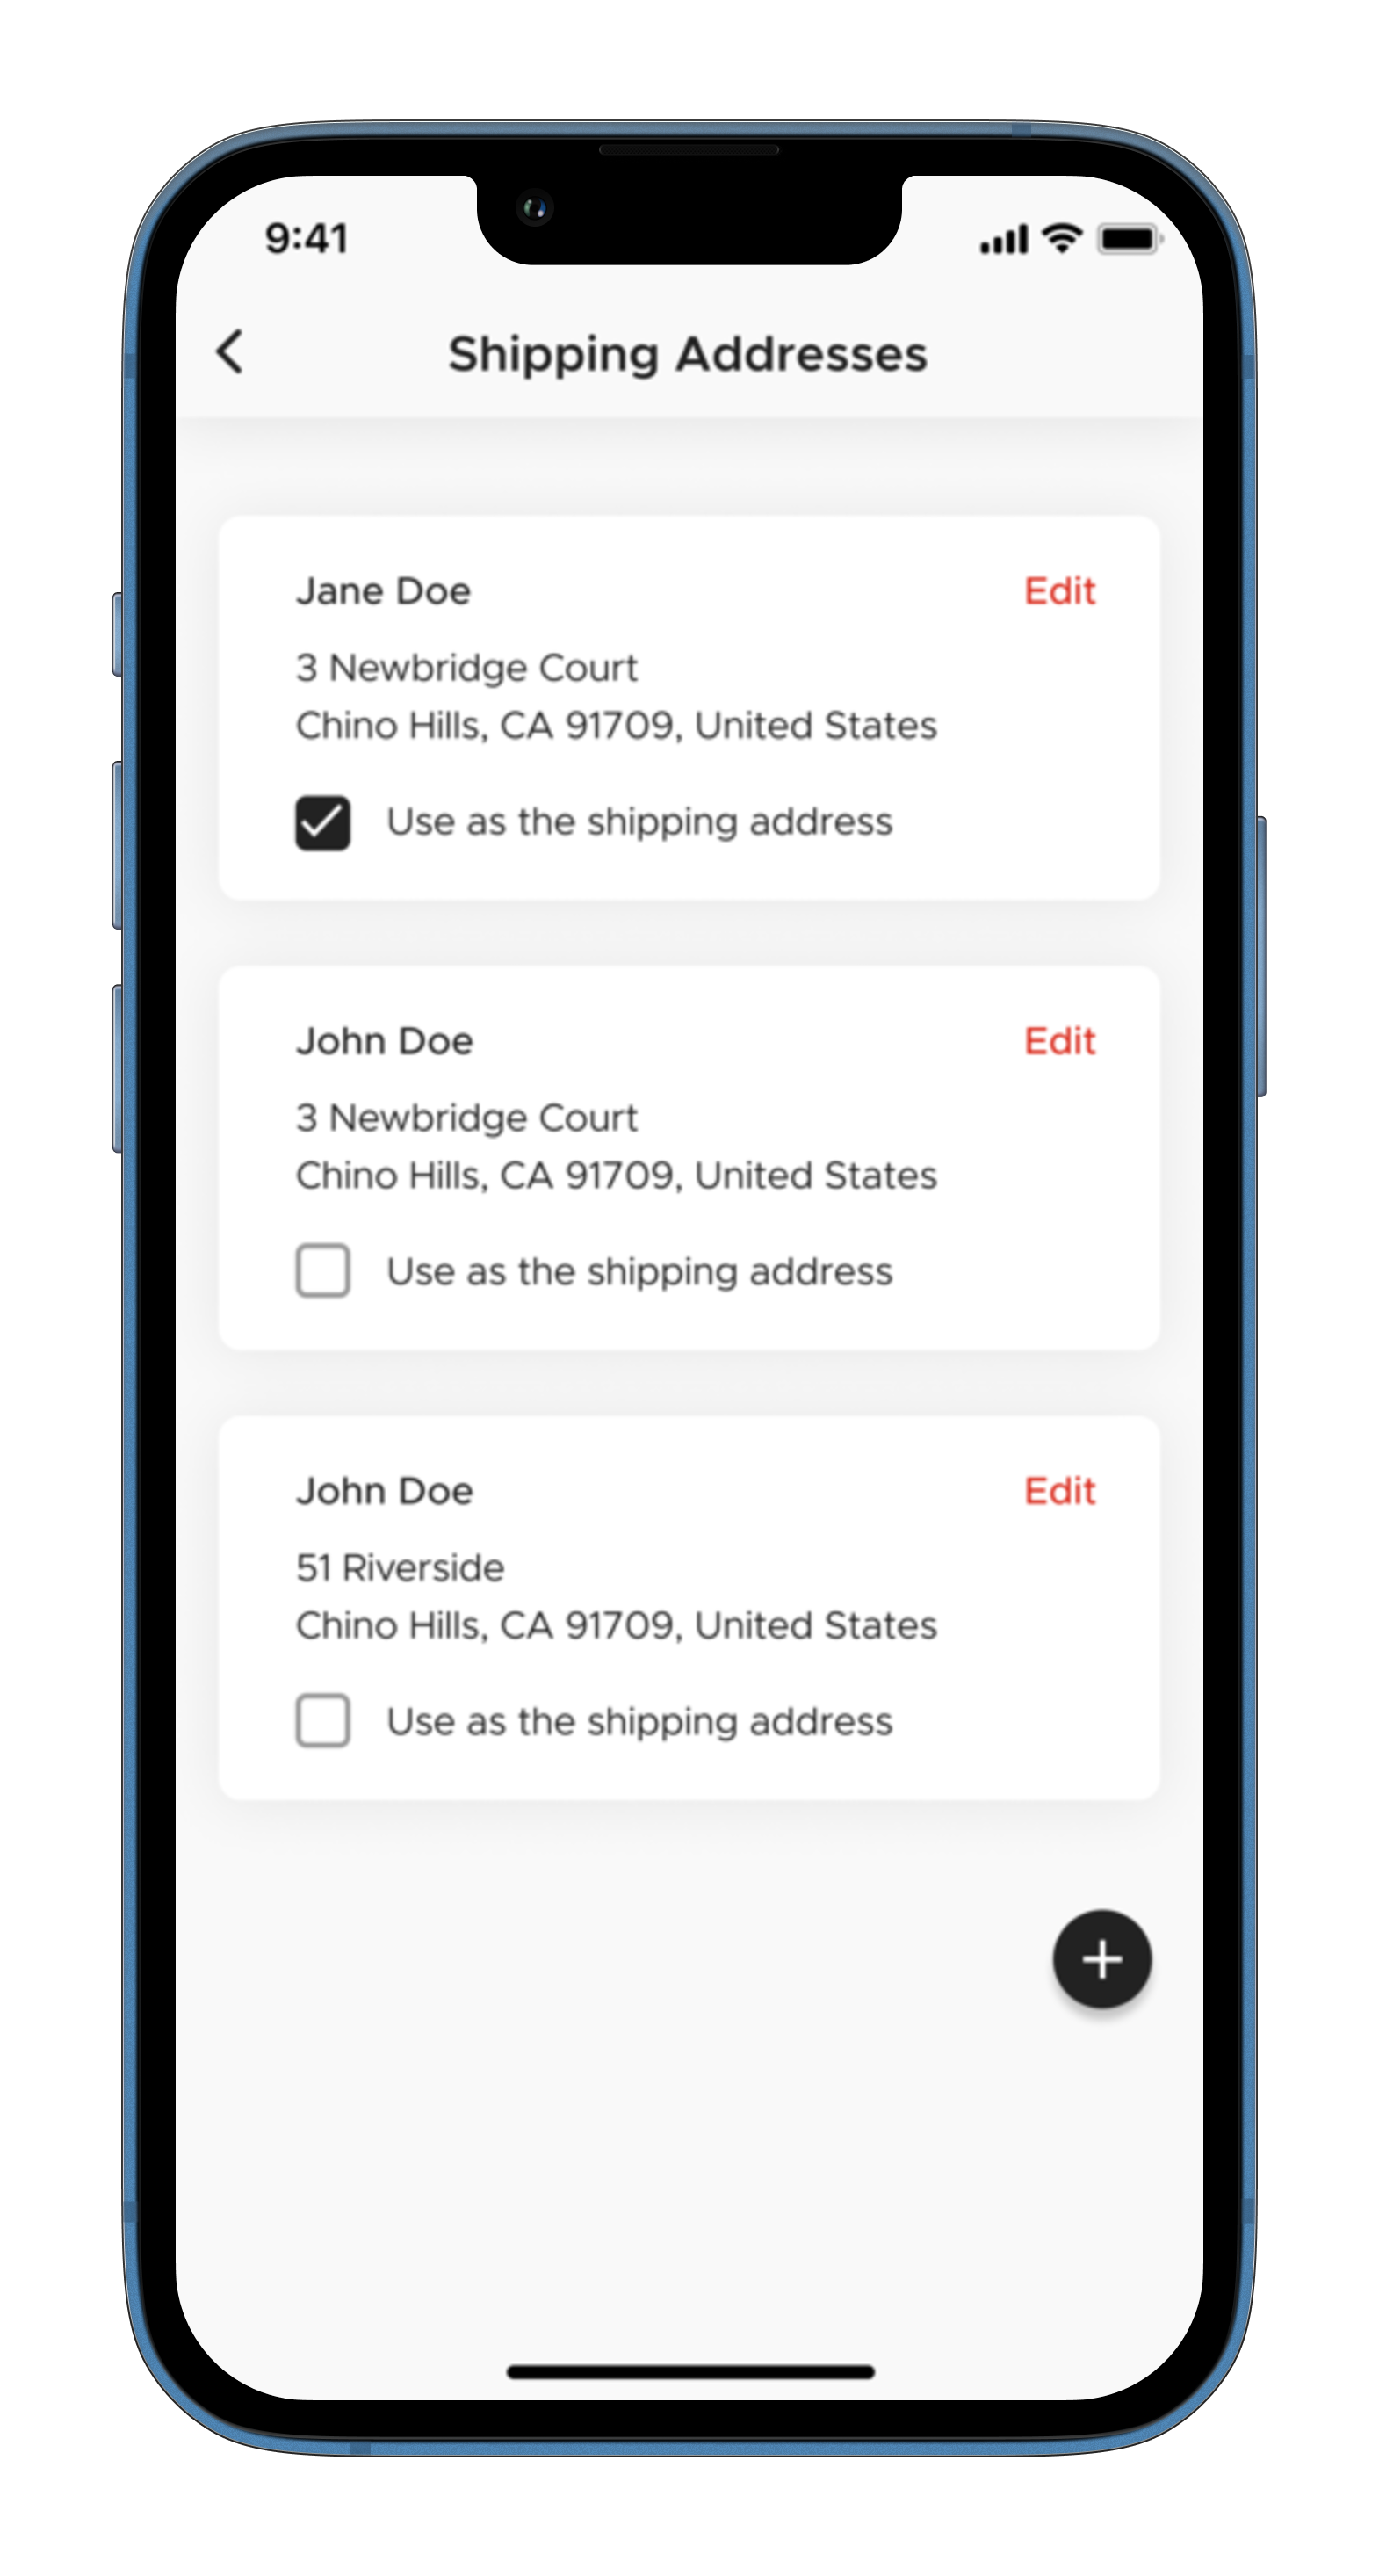 9:41
Shipping Addresses
Jane Doe
Edit
3 Newbridge Court
Chino Hills, CA 91709, United States
Use as the shipping address
John Doe
Edit
3 Newbridge Court
Chino Hills, CA 91709, United States
Use as the shipping address
John Doe
Edit
51 Riverside
Chino Hills, CA 91709, United States
Use as the shipping address